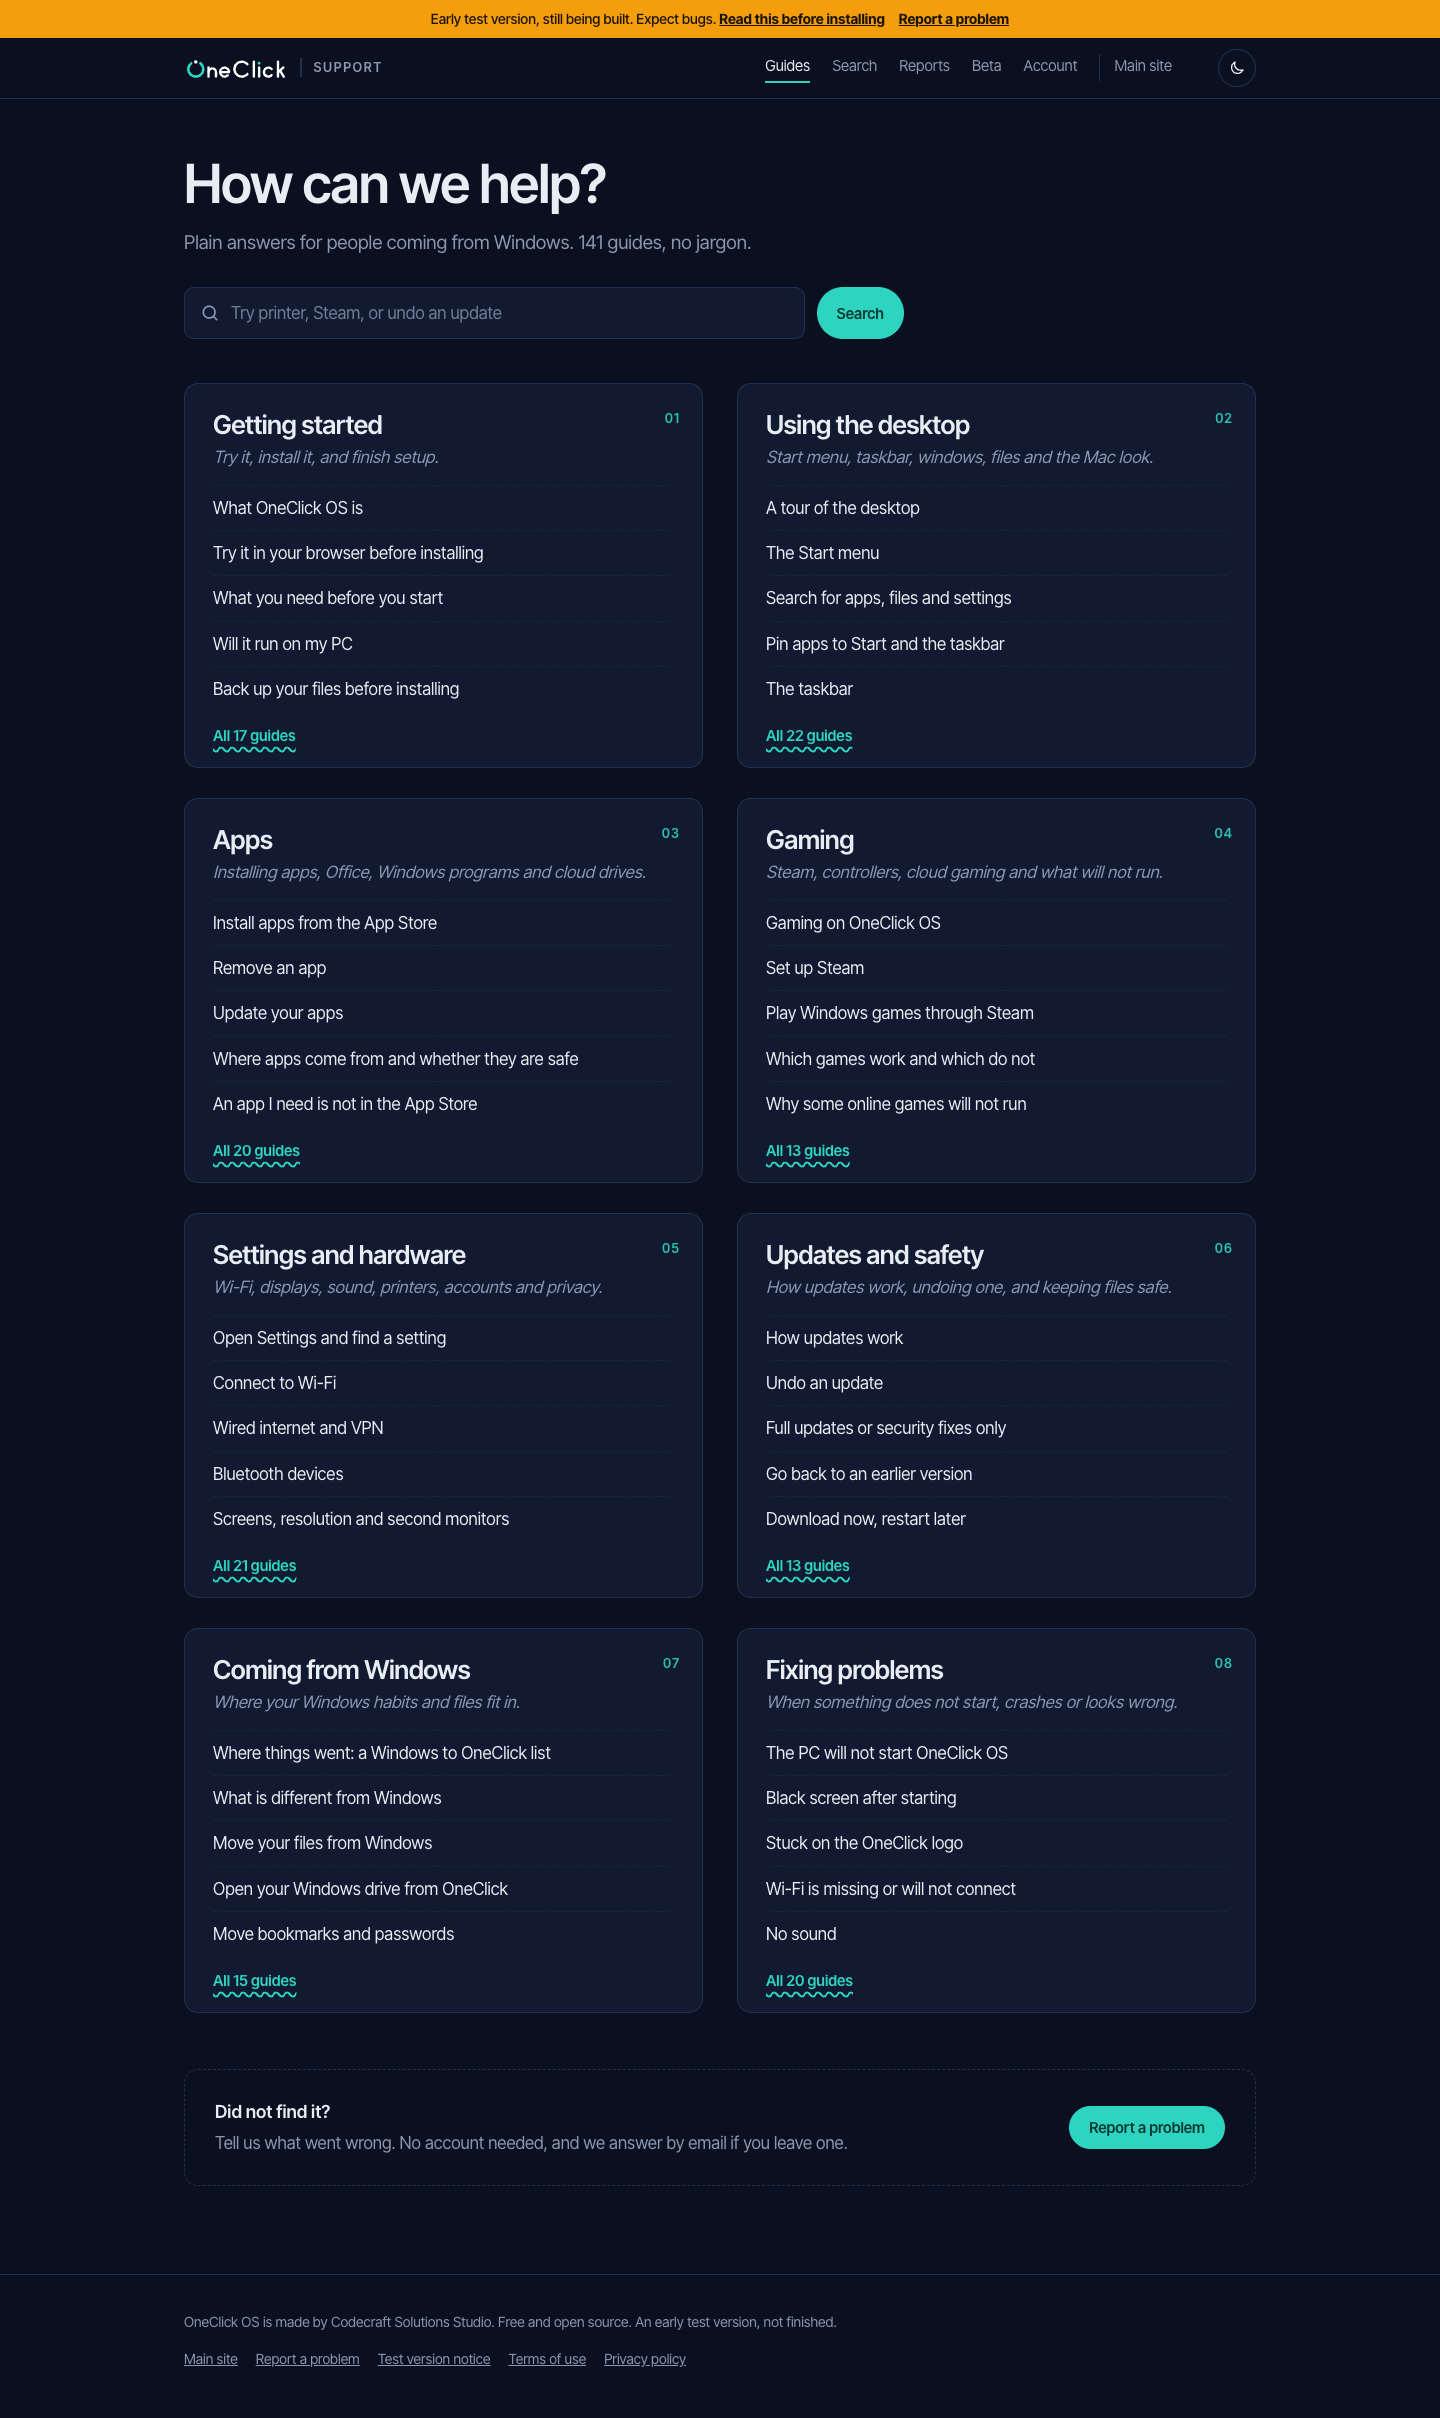 Early test version, still being built. Expect bugs. Read this before installing Report a problem
OneClick SUPPORT Guides Search Reports Beta Account Main site
How can we help?
Plain answers for people coming from Windows. 141 guides, no jargon.
Try printer, Steam, or undo an update Search
Getting started 01
Try it, install it, and finish setup.
What OneClick OS is
Try it in your browser before installing
What you need before you start
Will it run on my PC
Back up your files before installing
All 17 guides
Using the desktop 02
Start menu, taskbar, windows, files and the Mac look.
A tour of the desktop
The Start menu
Search for apps, files and settings
Pin apps to Start and the taskbar
The taskbar
All 22 guides
Apps 03
Installing apps, Office, Windows programs and cloud drives.
Install apps from the App Store
Remove an app
Update your apps
Where apps come from and whether they are safe
An app I need is not in the App Store
All 20 guides
Gaming 04
Steam, controllers, cloud gaming and what will not run.
Gaming on OneClick OS
Set up Steam
Play Windows games through Steam
Which games work and which do not
Why some online games will not run
All 13 guides
Settings and hardware 05
Wi-Fi, displays, sound, printers, accounts and privacy.
Open Settings and find a setting
Connect to Wi-Fi
Wired internet and VPN
Bluetooth devices
Screens, resolution and second monitors
All 21 guides
Updates and safety 06
How updates work, undoing one, and keeping files safe.
How updates work
Undo an update
Full updates or security fixes only
Go back to an earlier version
Download now, restart later
All 13 guides
Coming from Windows 07
Where your Windows habits and files fit in.
Where things went: a Windows to OneClick list
What is different from Windows
Move your files from Windows
Open your Windows drive from OneClick
Move bookmarks and passwords
All 15 guides
Fixing problems 08
When something does not start, crashes or looks wrong.
The PC will not start OneClick OS
Black screen after starting
Stuck on the OneClick logo
Wi-Fi is missing or will not connect
No sound
All 20 guides
Did not find it?
Tell us what went wrong. No account needed, and we answer by email if you leave one.
Report a problem
OneClick OS is made by Codecraft Solutions Studio. Free and open source. An early test version, not finished.
Main site Report a problem Test version notice Terms of use Privacy policy